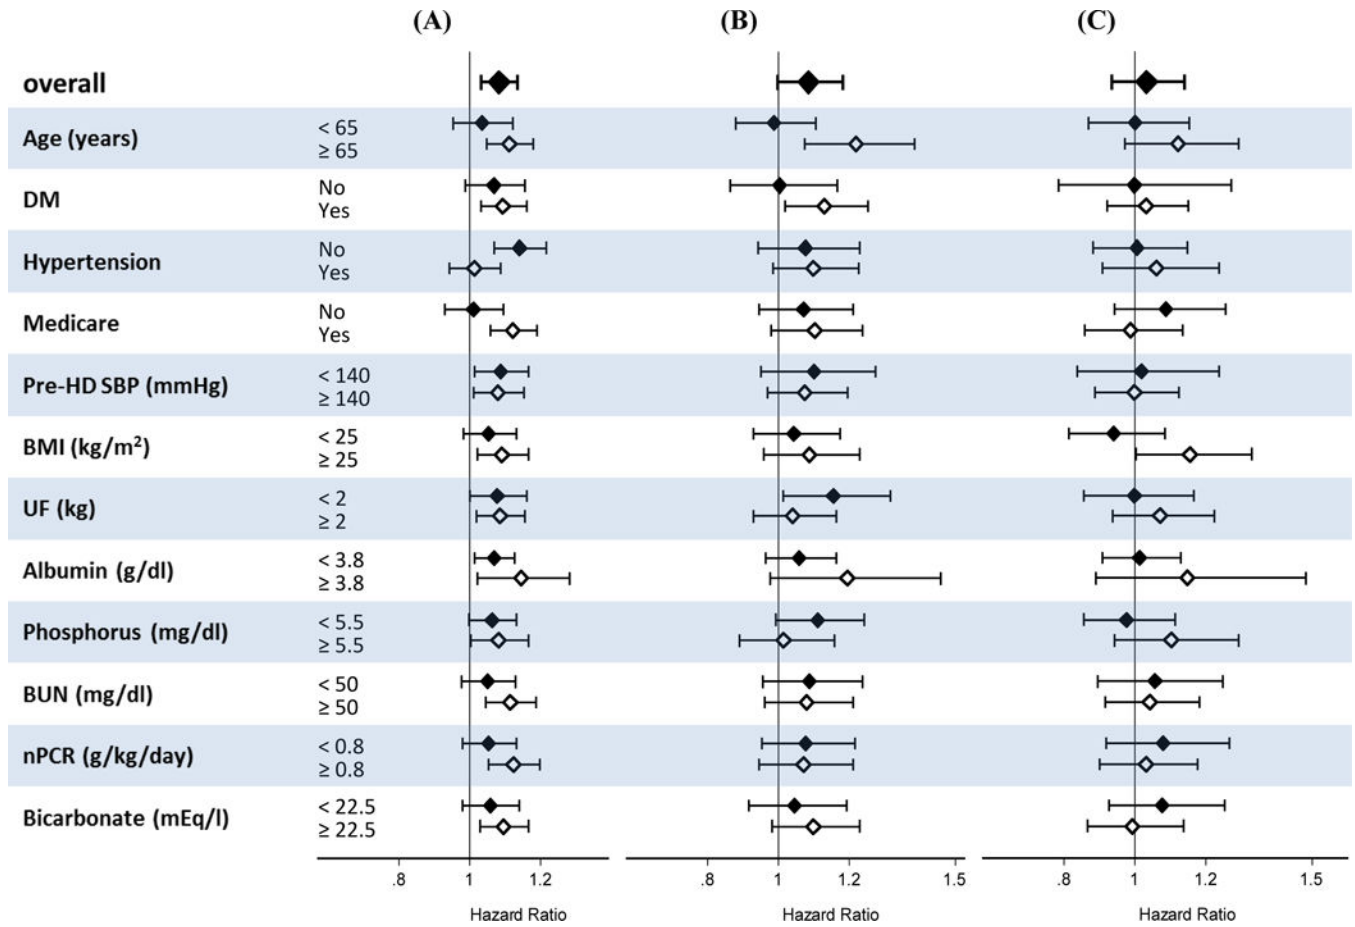 (A) (B) (C)
overall
Age (years) < 65
≥ 65
DM No
Yes
Hypertension No
Yes
Medicare No
Yes
Pre-HD SBP (mmHg) < 140
≥ 140
BMI (kg/m²) < 25
≥ 25
UF (kg) < 2
≥ 2
Albumin (g/dl) < 3.8
≥ 3.8
Phosphorus (mg/dl) < 5.5
≥ 5.5
BUN (mg/dl) < 50
≥ 50
nPCR (g/kg/day) < 0.8
≥ 0.8
Bicarbonate (mEq/l) < 22.5
≥ 22.5
.8 1 1.2 .8 1 1.2 1.5 .8 1 1.2 1.5
Hazard Ratio Hazard Ratio Hazard Ratio